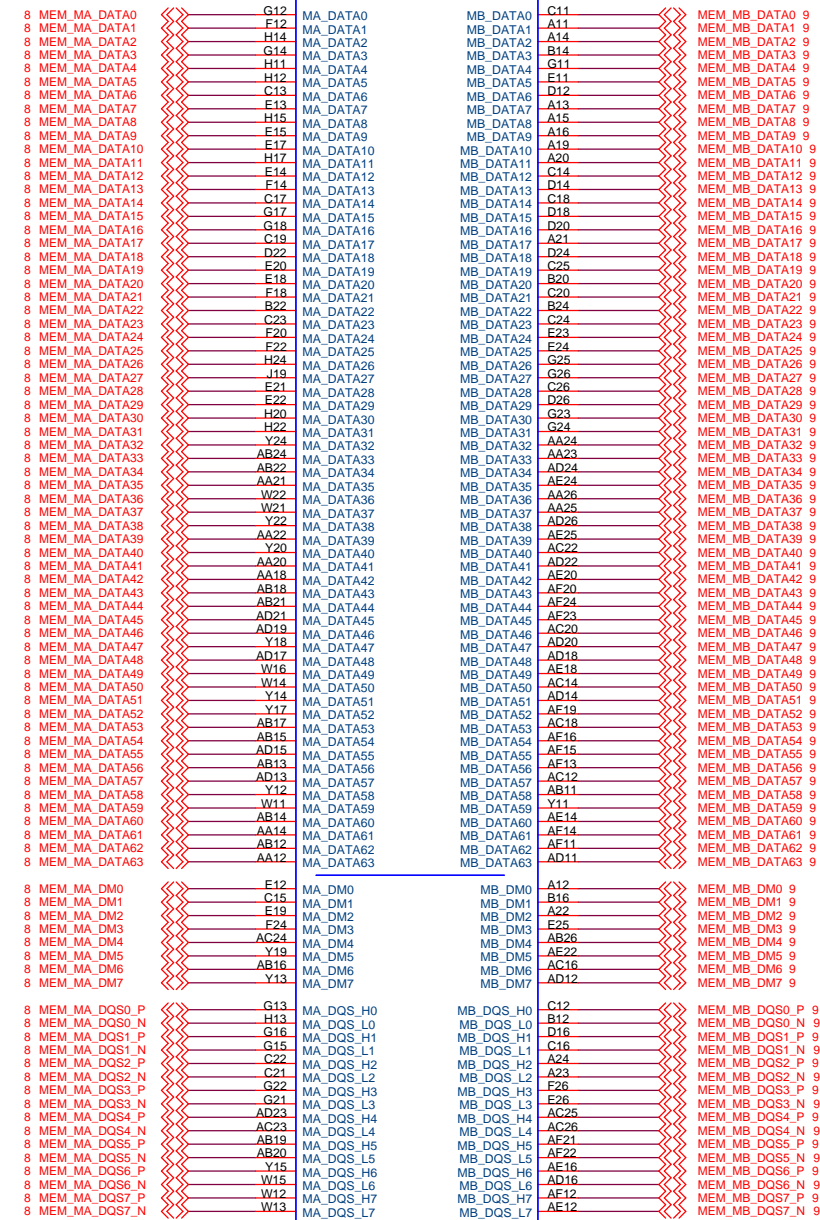 8 MEM_MA_DATA0 G12 MA_DATA0 MB_DATA0 C11 MEM_MB_DATA0 9
8 MEM_MA_DATA1 F12 MA_DATA1 MB_DATA1 A11 MEM_MB_DATA1 9
8 MEM_MA_DATA2 H14 MA_DATA2 MB_DATA2 A14 MEM_MB_DATA2 9
8 MEM_MA_DATA3 G14 MA_DATA3 MB_DATA3 B14 MEM_MB_DATA3 9
8 MEM_MA_DATA4 H11 MA_DATA4 MB_DATA4 G11 MEM_MB_DATA4 9
8 MEM_MA_DATA5 H12 MA_DATA5 MB_DATA5 E11 MEM_MB_DATA5 9
8 MEM_MA_DATA6 C13 MA_DATA6 MB_DATA6 D12 MEM_MB_DATA6 9
8 MEM_MA_DATA7 E13 MA_DATA7 MB_DATA7 A13 MEM_MB_DATA7 9
8 MEM_MA_DATA8 H15 MA_DATA8 MB_DATA8 A15 MEM_MB_DATA8 9
8 MEM_MA_DATA9 E15 MA_DATA9 MB_DATA9 A16 MEM_MB_DATA9 9
8 MEM_MA_DATA10 E17 MA_DATA10 MB_DATA10 A19 MEM_MB_DATA10 9
8 MEM_MA_DATA11 H17 MA_DATA11 MB_DATA11 A20 MEM_MB_DATA11 9
8 MEM_MA_DATA12 E14 MA_DATA12 MB_DATA12 C14 MEM_MB_DATA12 9
8 MEM_MA_DATA13 F14 MA_DATA13 MB_DATA13 D14 MEM_MB_DATA13 9
8 MEM_MA_DATA14 C17 MA_DATA14 MB_DATA14 C18 MEM_MB_DATA14 9
8 MEM_MA_DATA15 G17 MA_DATA15 MB_DATA15 D18 MEM_MB_DATA15 9
8 MEM_MA_DATA16 G18 MA_DATA16 MB_DATA16 D20 MEM_MB_DATA16 9
8 MEM_MA_DATA17 C19 MA_DATA17 MB_DATA17 A21 MEM_MB_DATA17 9
8 MEM_MA_DATA18 D22 MA_DATA18 MB_DATA18 D24 MEM_MB_DATA18 9
8 MEM_MA_DATA19 E20 MA_DATA19 MB_DATA19 C25 MEM_MB_DATA19 9
8 MEM_MA_DATA20 E18 MA_DATA20 MB_DATA20 B20 MEM_MB_DATA20 9
8 MEM_MA_DATA21 F18 MA_DATA21 MB_DATA21 C20 MEM_MB_DATA21 9
8 MEM_MA_DATA22 B22 MA_DATA22 MB_DATA22 B24 MEM_MB_DATA22 9
8 MEM_MA_DATA23 C23 MA_DATA23 MB_DATA23 C24 MEM_MB_DATA23 9
8 MEM_MA_DATA24 F20 MA_DATA24 MB_DATA24 E23 MEM_MB_DATA24 9
8 MEM_MA_DATA25 F22 MA_DATA25 MB_DATA25 E24 MEM_MB_DATA25 9
8 MEM_MA_DATA26 H24 MA_DATA26 MB_DATA26 G25 MEM_MB_DATA26 9
8 MEM_MA_DATA27 J19 MA_DATA27 MB_DATA27 G26 MEM_MB_DATA27 9
8 MEM_MA_DATA28 E21 MA_DATA28 MB_DATA28 C26 MEM_MB_DATA28 9
8 MEM_MA_DATA29 E22 MA_DATA29 MB_DATA29 D26 MEM_MB_DATA29 9
8 MEM_MA_DATA30 H20 MA_DATA30 MB_DATA30 G23 MEM_MB_DATA30 9
8 MEM_MA_DATA31 H22 MA_DATA31 MB_DATA31 G24 MEM_MB_DATA31 9
8 MEM_MA_DATA32 Y24 MA_DATA32 MB_DATA32 AA24 MEM_MB_DATA32 9
8 MEM_MA_DATA33 AB24 MA_DATA33 MB_DATA33 AA23 MEM_MB_DATA33 9
8 MEM_MA_DATA34 AB22 MA_DATA34 MB_DATA34 AD24 MEM_MB_DATA34 9
8 MEM_MA_DATA35 AA21 MA_DATA35 MB_DATA35 AE24 MEM_MB_DATA35 9
8 MEM_MA_DATA36 W22 MA_DATA36 MB_DATA36 AA26 MEM_MB_DATA36 9
8 MEM_MA_DATA37 W21 MA_DATA37 MB_DATA37 AA25 MEM_MB_DATA37 9
8 MEM_MA_DATA38 Y22 MA_DATA38 MB_DATA38 AD26 MEM_MB_DATA38 9
8 MEM_MA_DATA39 AA22 MA_DATA39 MB_DATA39 AE25 MEM_MB_DATA39 9
8 MEM_MA_DATA40 Y20 MA_DATA40 MB_DATA40 AC22 MEM_MB_DATA40 9
8 MEM_MA_DATA41 AA20 MA_DATA41 MB_DATA41 AD22 MEM_MB_DATA41 9
8 MEM_MA_DATA42 AA18 MA_DATA42 MB_DATA42 AE20 MEM_MB_DATA42 9
8 MEM_MA_DATA43 AB18 MA_DATA43 MB_DATA43 AF20 MEM_MB_DATA43 9
8 MEM_MA_DATA44 AB21 MA_DATA44 MB_DATA44 AF24 MEM_MB_DATA44 9
8 MEM_MA_DATA45 AD21 MA_DATA45 MB_DATA45 AF23 MEM_MB_DATA45 9
8 MEM_MA_DATA46 AD19 MA_DATA46 MB_DATA46 AC20 MEM_MB_DATA46 9
8 MEM_MA_DATA47 Y18 MA_DATA47 MB_DATA47 AD20 MEM_MB_DATA47 9
8 MEM_MA_DATA48 AD17 MA_DATA48 MB_DATA48 AD18 MEM_MB_DATA48 9
8 MEM_MA_DATA49 W16 MA_DATA49 MB_DATA49 AE18 MEM_MB_DATA49 9
8 MEM_MA_DATA50 W14 MA_DATA50 MB_DATA50 AC14 MEM_MB_DATA50 9
8 MEM_MA_DATA51 Y14 MA_DATA51 MB_DATA51 AD14 MEM_MB_DATA51 9
8 MEM_MA_DATA52 Y17 MA_DATA52 MB_DATA52 AF19 MEM_MB_DATA52 9
8 MEM_MA_DATA53 AB17 MA_DATA53 MB_DATA53 AC18 MEM_MB_DATA53 9
8 MEM_MA_DATA54 AB15 MA_DATA54 MB_DATA54 AF16 MEM_MB_DATA54 9
8 MEM_MA_DATA55 AD15 MA_DATA55 MB_DATA55 AF15 MEM_MB_DATA55 9
8 MEM_MA_DATA56 AB13 MA_DATA56 MB_DATA56 AF13 MEM_MB_DATA56 9
8 MEM_MA_DATA57 AD13 MA_DATA57 MB_DATA57 AC12 MEM_MB_DATA57 9
8 MEM_MA_DATA58 Y12 MA_DATA58 MB_DATA58 AB11 MEM_MB_DATA58 9
8 MEM_MA_DATA59 W11 MA_DATA59 MB_DATA59 Y11 MEM_MB_DATA59 9
8 MEM_MA_DATA60 AB14 MA_DATA60 MB_DATA60 AE14 MEM_MB_DATA60 9
8 MEM_MA_DATA61 AA14 MA_DATA61 MB_DATA61 AF14 MEM_MB_DATA61 9
8 MEM_MA_DATA62 AB12 MA_DATA62 MB_DATA62 AF11 MEM_MB_DATA62 9
8 MEM_MA_DATA63 AA12 MA_DATA63 MB_DATA63 AD11 MEM_MB_DATA63 9
8 MEM_MA_DM0 E12 MA_DM0 MB_DM0 A12 MEM_MB_DM0 9
8 MEM_MA_DM1 C15 MA_DM1 MB_DM1 B16 MEM_MB_DM1 9
8 MEM_MA_DM2 E19 MA_DM2 MB_DM2 A22 MEM_MB_DM2 9
8 MEM_MA_DM3 F24 MA_DM3 MB_DM3 E25 MEM_MB_DM3 9
8 MEM_MA_DM4 AC24 MA_DM4 MB_DM4 AB26 MEM_MB_DM4 9
8 MEM_MA_DM5 Y19 MA_DM5 MB_DM5 AE22 MEM_MB_DM5 9
8 MEM_MA_DM6 AB16 MA_DM6 MB_DM6 AC16 MEM_MB_DM6 9
8 MEM_MA_DM7 Y13 MA_DM7 MB_DM7 AD12 MEM_MB_DM7 9
8 MEM_MA_DQS0_P G13 MA_DQS_H0 MB_DQS_H0 C12 MEM_MB_DQS0_P 9
8 MEM_MA_DQS0_N H13 MA_DQS_L0 MB_DQS_L0 B12 MEM_MB_DQS0_N 9
8 MEM_MA_DQS1_P G16 MA_DQS_H1 MB_DQS_H1 D16 MEM_MB_DQS1_P 9
8 MEM_MA_DQS1_N G15 MA_DQS_L1 MB_DQS_L1 C16 MEM_MB_DQS1_N 9
8 MEM_MA_DQS2_P C22 MA_DQS_H2 MB_DQS_H2 A24 MEM_MB_DQS2_P 9
8 MEM_MA_DQS2_N C21 MA_DQS_L2 MB_DQS_L2 A23 MEM_MB_DQS2_N 9
8 MEM_MA_DQS3_P G22 MA_DQS_H3 MB_DQS_H3 F26 MEM_MB_DQS3_P 9
8 MEM_MA_DQS3_N G21 MA_DQS_L3 MB_DQS_L3 E26 MEM_MB_DQS3_N 9
8 MEM_MA_DQS4_P AD23 MA_DQS_H4 MB_DQS_H4 AC25 MEM_MB_DQS4_P 9
8 MEM_MA_DQS4_N AC23 MA_DQS_L4 MB_DQS_L4 AC26 MEM_MB_DQS4_N 9
8 MEM_MA_DQS5_P AB19 MA_DQS_H5 MB_DQS_H5 AF21 MEM_MB_DQS5_P 9
8 MEM_MA_DQS5_N AB20 MA_DQS_L5 MB_DQS_L5 AF22 MEM_MB_DQS5_N 9
8 MEM_MA_DQS6_P Y15 MA_DQS_H6 MB_DQS_H6 AE16 MEM_MB_DQS6_P 9
8 MEM_MA_DQS6_N W15 MA_DQS_L6 MB_DQS_L6 AD16 MEM_MB_DQS6_N 9
8 MEM_MA_DQS7_P W12 MA_DQS_H7 MB_DQS_H7 AF12 MEM_MB_DQS7_P 9
8 MEM_MA_DQS7_N W13 MA_DQS_L7 MB_DQS_L7 AE12 MEM_MB_DQS7_N 9